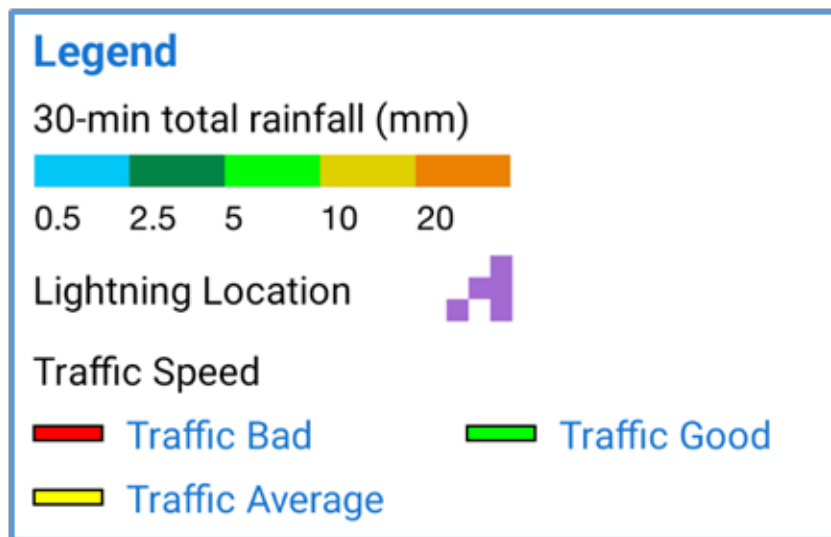 Legend
30-min total rainfall (mm)
0.5 2.5 5 10 20
Lightning Location
Traffic Speed
Traffic Bad Traffic Good
Traffic Average